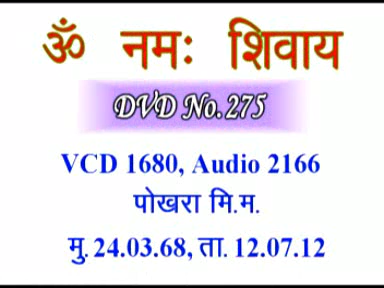 ॐ नमः शिवाय
DVD No. 275
VCD 1680, Audio 2166
पोखरा मि.म.
मु. 24.03.68, ता. 12.07.12